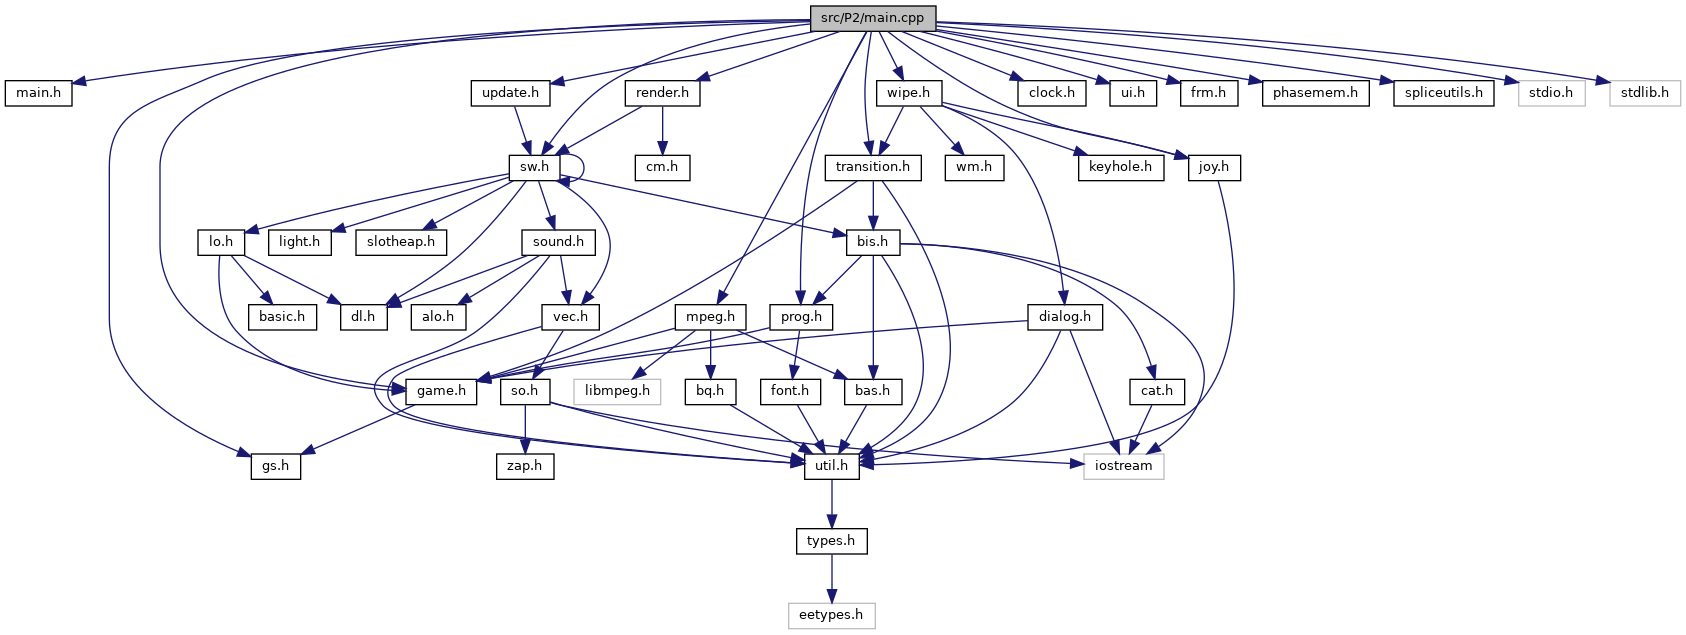 src/P2/main.cpp
main.h
update.h
render.h
wipe.h
clock.h
ui.h
frm.h
phasemem.h
spliceutils.h
stdio.h
stdlib.h
sw.h
cm.h
transition.h
wm.h
keyhole.h
joy.h
lo.h
light.h
slotheap.h
sound.h
bis.h
basic.h
dl.h
alo.h
vec.h
mpeg.h
prog.h
dialog.h
game.h
so.h
libmpeg.h
bq.h
font.h
bas.h
cat.h
gs.h
zap.h
util.h
iostream
types.h
eetypes.h